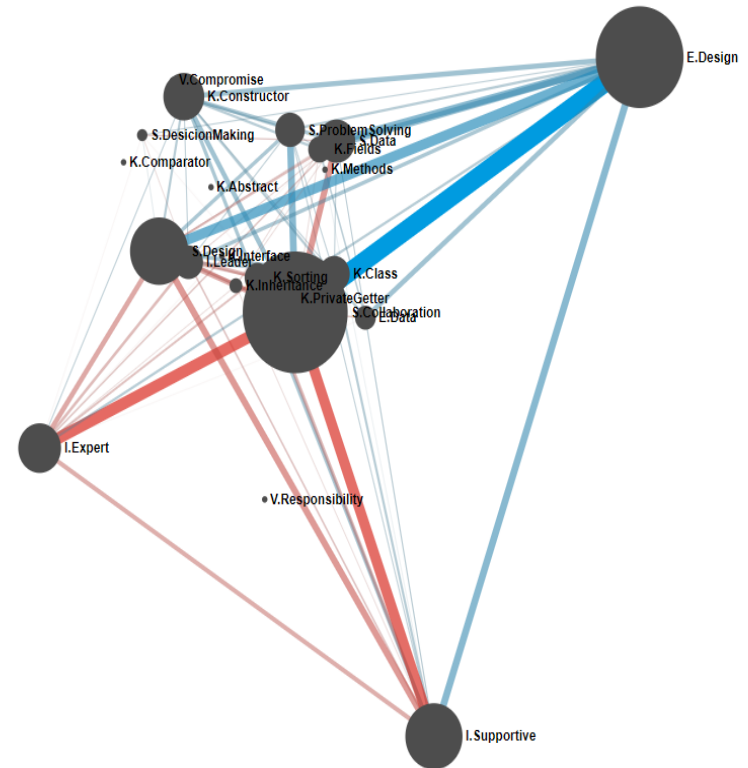 E.Design
V.Compromise
K.Constructor
S.ProblemSolving
S.DesicionMaking
S.Data
K.Fields
K.Comparator
K.Methods
K.Abstract
S.Design
K.Interface
I.Leader
K.Class
K.Sorting
K.Inheritance
K.PrivateGetter
S.Collaboration
E.Data
I.Expert
V.Responsibility
I.Supportive